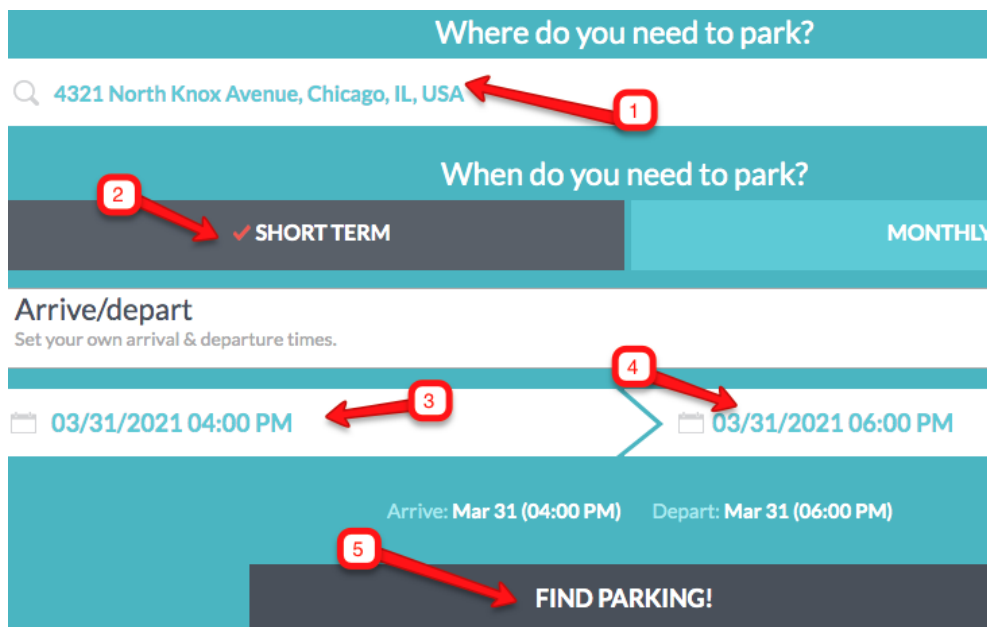 Where do you need to park?
4321 North Knox Avenue, Chicago, IL, USA
1
When do you need to park?
2
SHORT TERM
MONTHLY
Arrive/depart
Set your own arrival & departure times.
4
3
03/31/2021 04:00 PM
03/31/2021 06:00 PM
Arrive: Mar 31 (04:00 PM) Depart: Mar 31 (06:00 PM)
5
FIND PARKING!